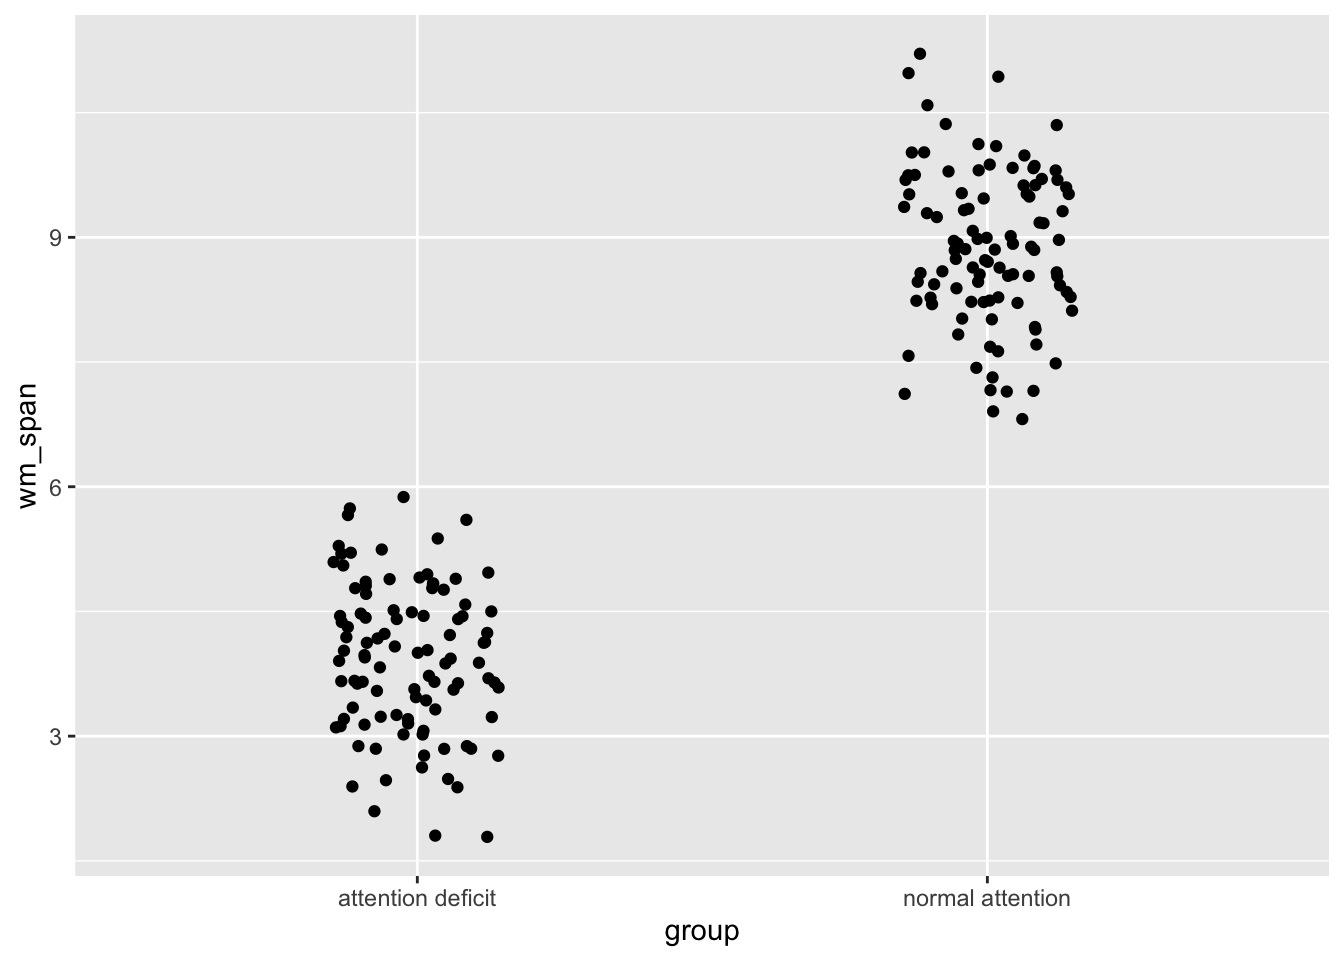 wm_span
9
6
3
attention deficit
normal attention
group